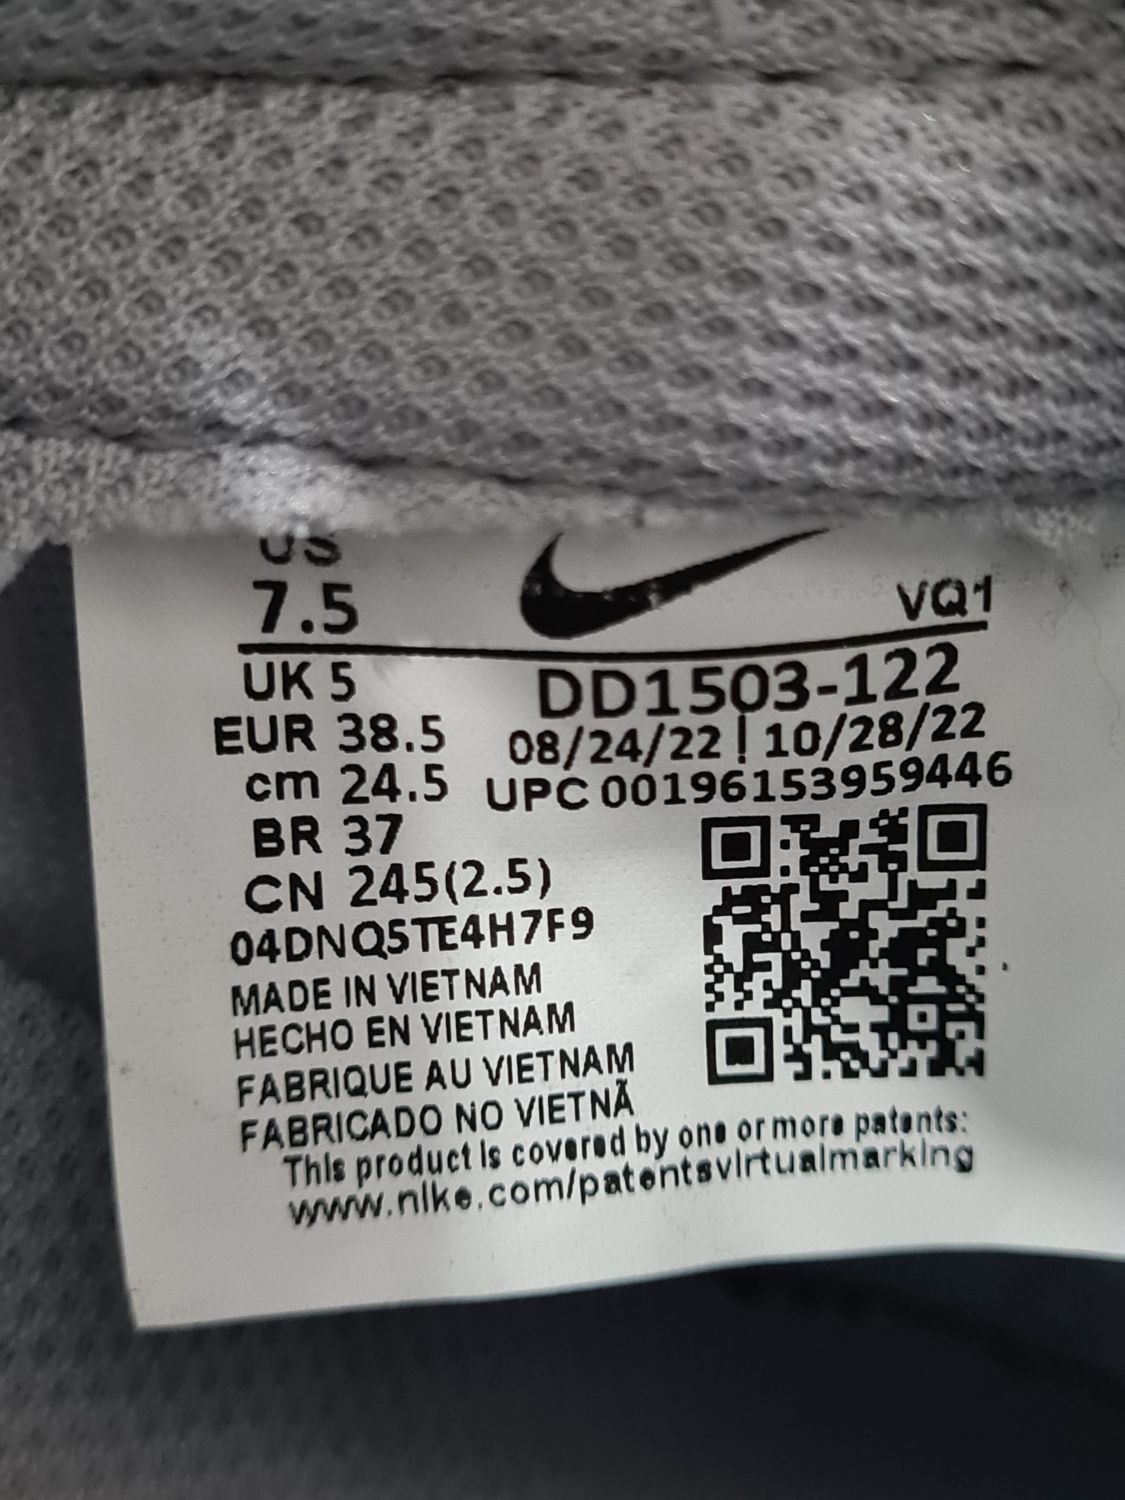 US
7.5
VQ1
UK 5
DD1503-122
EUR 38.5
08/24/22 | 10/28/22
cm 24.5
UPC 00196153959446
BR 37
CN 245(2.5)
04DNQ5TE4H7F9
MADE IN VIETNAM
HECHO EN VIETNAM
FABRIQUE AU VIETNAM
FABRICADO NO VIETNÃ
This product is covered by one or more patents:
www.nike.com/patentsvirtualmarking